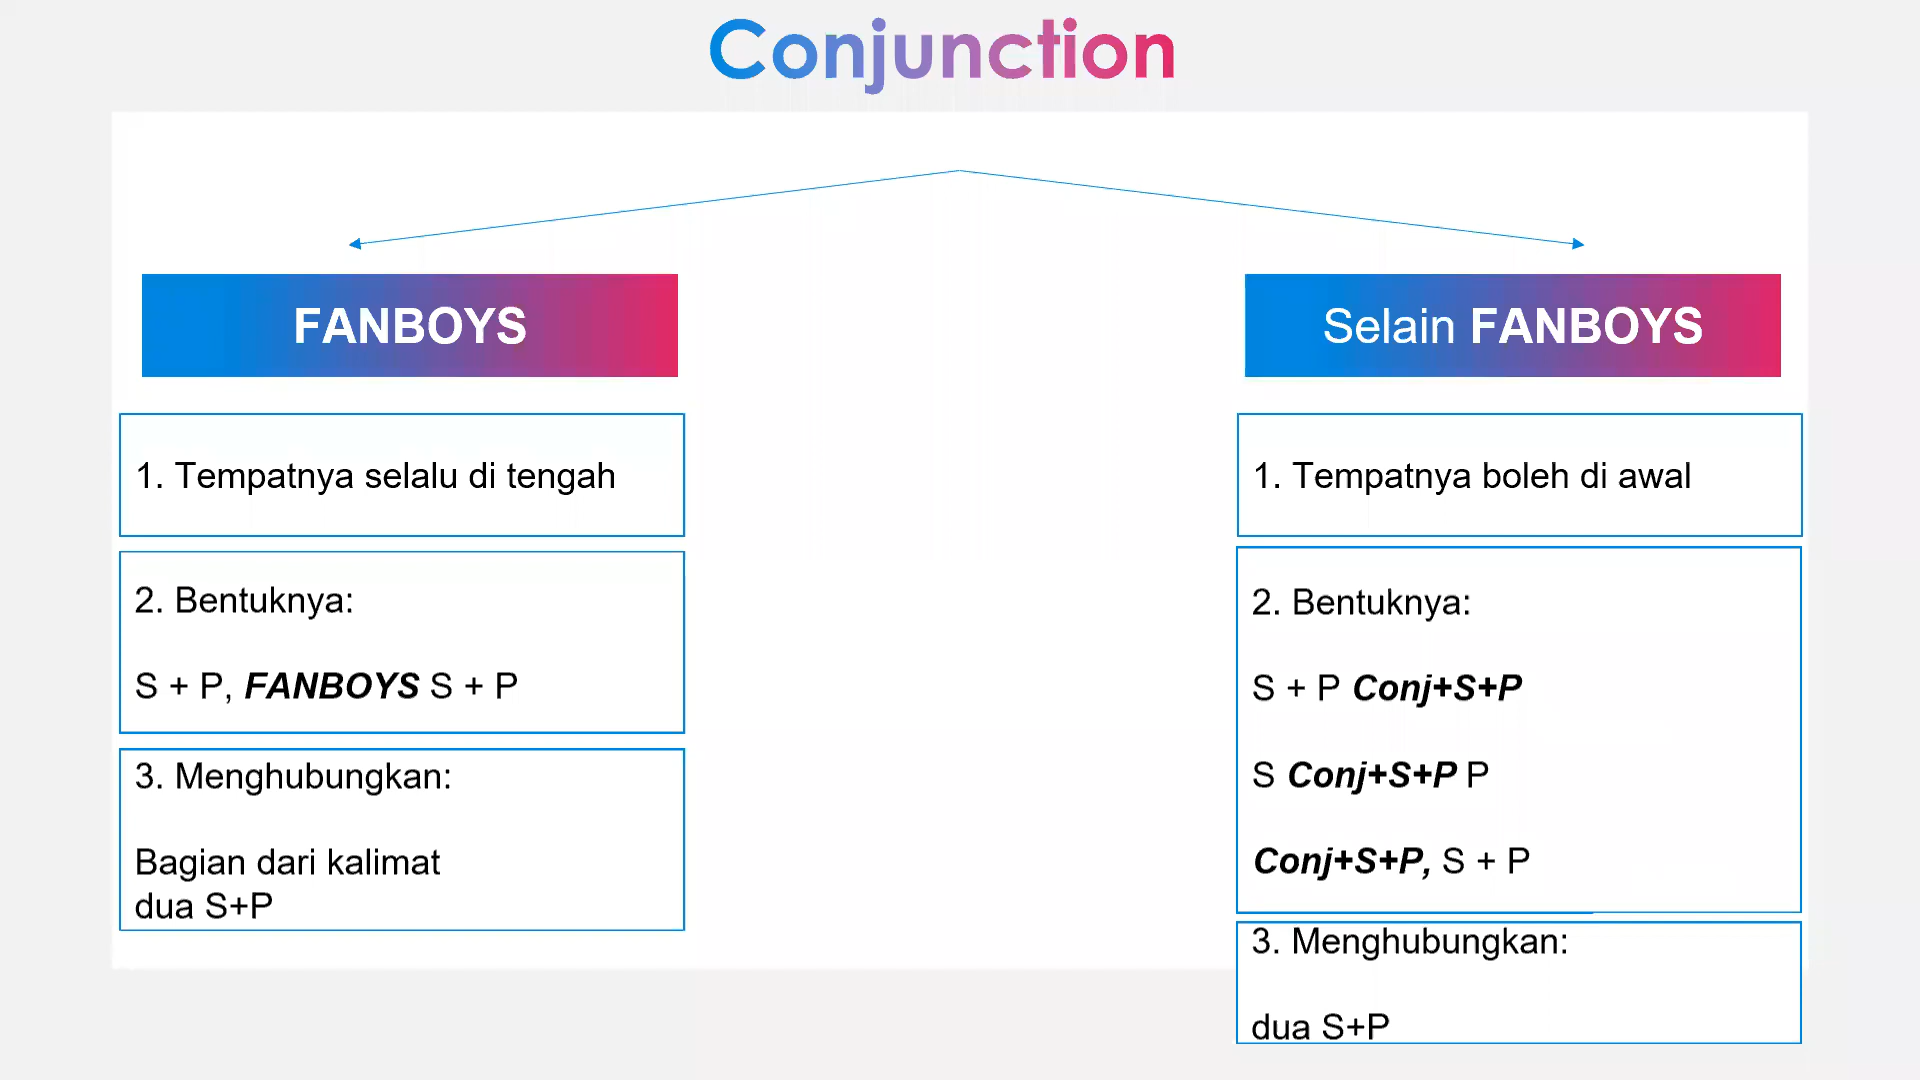 Conjunction
FANBOYS
1. Tempatnya selalu di tengah
2. Bentuknya:
S + P, FANBOYS S + P
3. Menghubungkan:
Bagian dari kalimat
dua S+P
Selain FANBOYS
1. Tempatnya boleh di awal
2. Bentuknya:
S + P Conj+S+P
S Conj+S+P P
Conj+S+P, S + P
3. Menghubungkan:
dua S+P